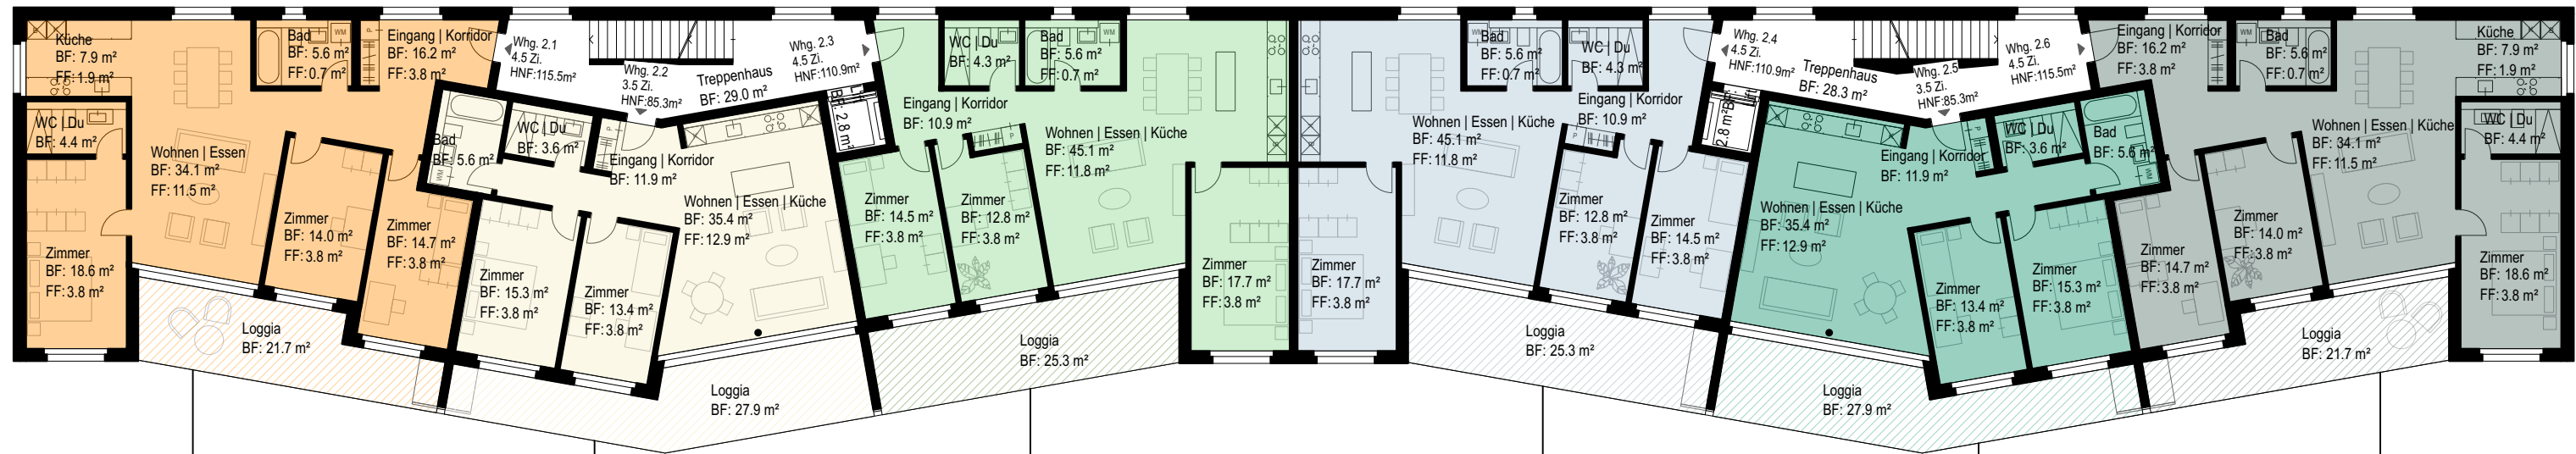 Küche
BF: 7.9 m²
FF: 1.9 m²
WC | Du
BF: 4.4 m²
Zimmer
BF: 18.6 m²
FF: 3.8 m²
Wohnen | Essen
BF: 34.1 m²
FF: 11.5 m²
Bad
BF: 5.6 m²
FF: 0.7 m²
WM
Eingang | Korridor
BF: 16.2 m²
FF: 3.8 m²
P
Zimmer
BF: 14.0 m²
FF: 3.8 m²
Zimmer
BF: 14.7 m²
FF: 3.8 m²
Loggia
BF: 21.7 m²
Whg. 2.1
4.5 Zi.
HNF:115.5m²
Whg. 2.2
3.5 Zi.
HNF:85.3m²
Whg. 2.3
4.5 Zi.
HNF:110.9m²
Treppenhaus
BF: 29.0 m²
Lift
BF: 2.8 m²
Bad
BF: 5.6 m²
WM
WC | Du
BF: 3.6 m²
P
Eingang | Korridor
BF: 11.9 m²
Wohnen | Essen | Küche
BF: 35.4 m²
FF: 12.9 m²
Zimmer
BF: 15.3 m²
FF: 3.8 m²
Zimmer
BF: 13.4 m²
FF: 3.8 m²
Loggia
BF: 27.9 m²
WC | Du
BF: 4.3 m²
Bad
BF: 5.6 m²
FF: 0.7 m²
WM
Eingang | Korridor
BF: 10.9 m²
P
Wohnen | Essen | Küche
BF: 45.1 m²
FF: 11.8 m²
Zimmer
BF: 14.5 m²
FF: 3.8 m²
Zimmer
BF: 12.8 m²
FF: 3.8 m²
Zimmer
BF: 17.7 m²
FF: 3.8 m²
Loggia
BF: 25.3 m²
Zimmer
BF: 17.7 m²
FF: 3.8 m²
Wohnen | Essen | Küche
BF: 45.1 m²
FF: 11.8 m²
WM
Bad
BF: 5.6 m²
FF: 0.7 m²
WC | Du
BF: 4.3 m²
Eingang | Korridor
BF: 10.9 m²
P
Zimmer
BF: 12.8 m²
FF: 3.8 m²
Zimmer
BF: 14.5 m²
FF: 3.8 m²
Loggia
BF: 25.3 m²
Whg. 2.4
4.5 Zi.
HNF:110.9m²
Treppenhaus
BF: 28.3 m²
Whg. 2.5
3.5 Zi.
HNF:85.3m²
Whg. 2.6
4.5 Zi.
HNF:115.5m²
Lift
BF: 2.8 m²
Wohnen | Essen | Küche
BF: 35.4 m²
FF: 12.9 m²
Eingang | Korridor
BF: 11.9 m²
P
WC | Du
BF: 3.6 m²
Bad
BF: 5.6 m²
WM
Zimmer
BF: 13.4 m²
FF: 3.8 m²
Zimmer
BF: 15.3 m²
FF: 3.8 m²
Loggia
BF: 27.9 m²
Eingang | Korridor
BF: 16.2 m²
FF: 3.8 m²
P
WM
Bad
BF: 5.6 m²
FF: 0.7 m²
Küche
BF: 7.9 m²
FF: 1.9 m²
WC | Du
BF: 4.4 m²
Wohnen | Essen | Küche
BF: 34.1 m²
FF: 11.5 m²
Zimmer
BF: 14.7 m²
FF: 3.8 m²
Zimmer
BF: 14.0 m²
FF: 3.8 m²
Zimmer
BF: 18.6 m²
FF: 3.8 m²
Loggia
BF: 21.7 m²